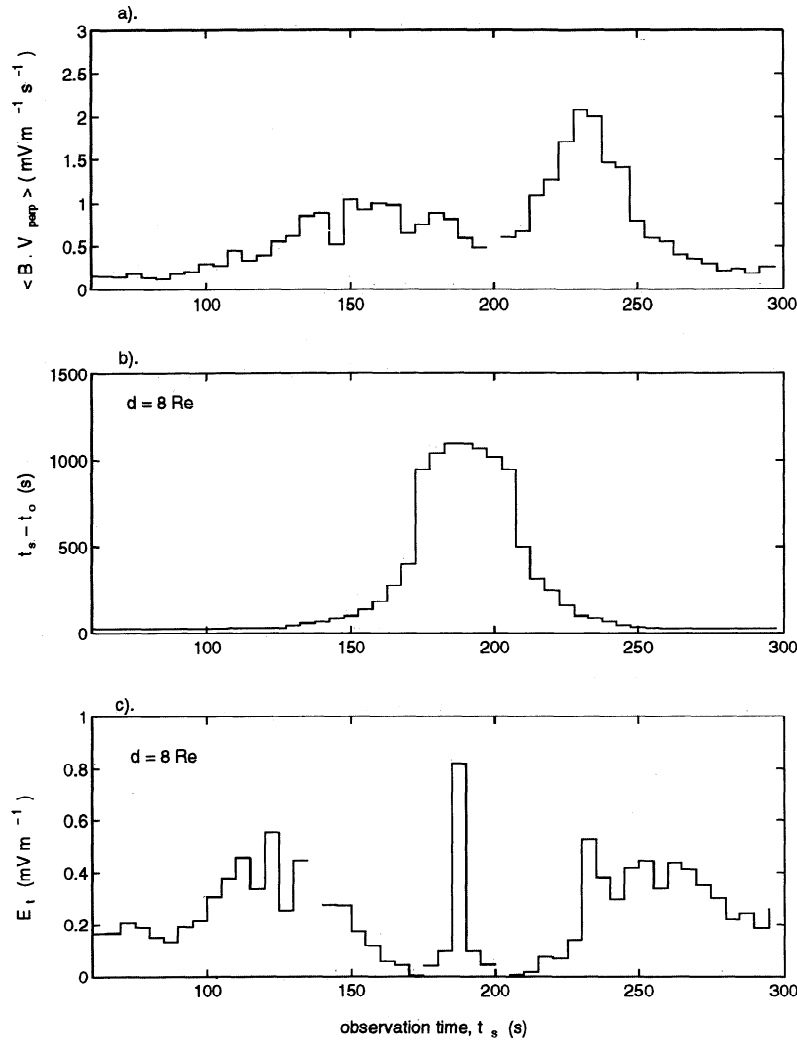 a).
3
2.5
2
1.5
1
0.5
0
100 150 200 250 300
< B . V perp > ( mV m −1 s −1 )
b).
1500
1000
500
0
d = 8 Re
100 150 200 250 300
t s − t o (s)
c).
1
0.8
0.6
0.4
0.2
0
d = 8 Re
100 150 200 250 300
E t (mV m −1 )
observation time, t s (s)